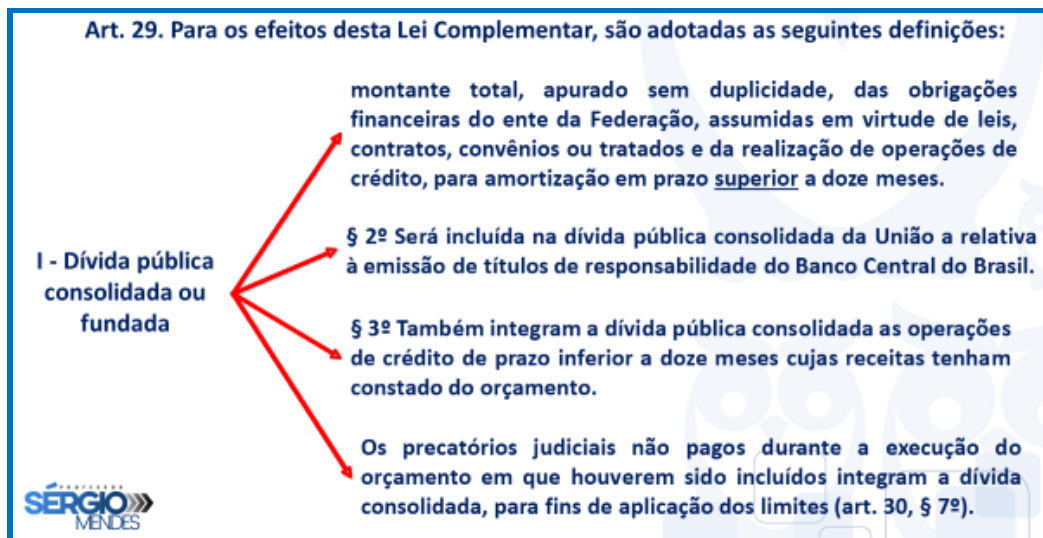 Art. 29. Para os efeitos desta Lei Complementar, são adotadas as seguintes definições:
montante total, apurado sem duplicidade, das obrigações
financeiras do ente da Federação, assumidas em virtude de leis,
contratos, convênios ou tratados e da realização de operações de
crédito, para amortização em prazo superior a doze meses.
§ 2º Será incluída na dívida pública consolidada da União a relativa
à emissão de títulos de responsabilidade do Banco Central do Brasil.
I - Dívida pública
consolidada ou
fundada
§ 3º Também integram a dívida pública consolidada as operações
de crédito de prazo inferior a doze meses cujas receitas tenham
constado do orçamento.
Os precatórios judiciais não pagos durante a execução do
orçamento em que houverem sido incluídos integram a dívida
consolidada, para fins de aplicação dos limites (art. 30, § 7º).
PROFESSOR
SÉRGIO
MENDES